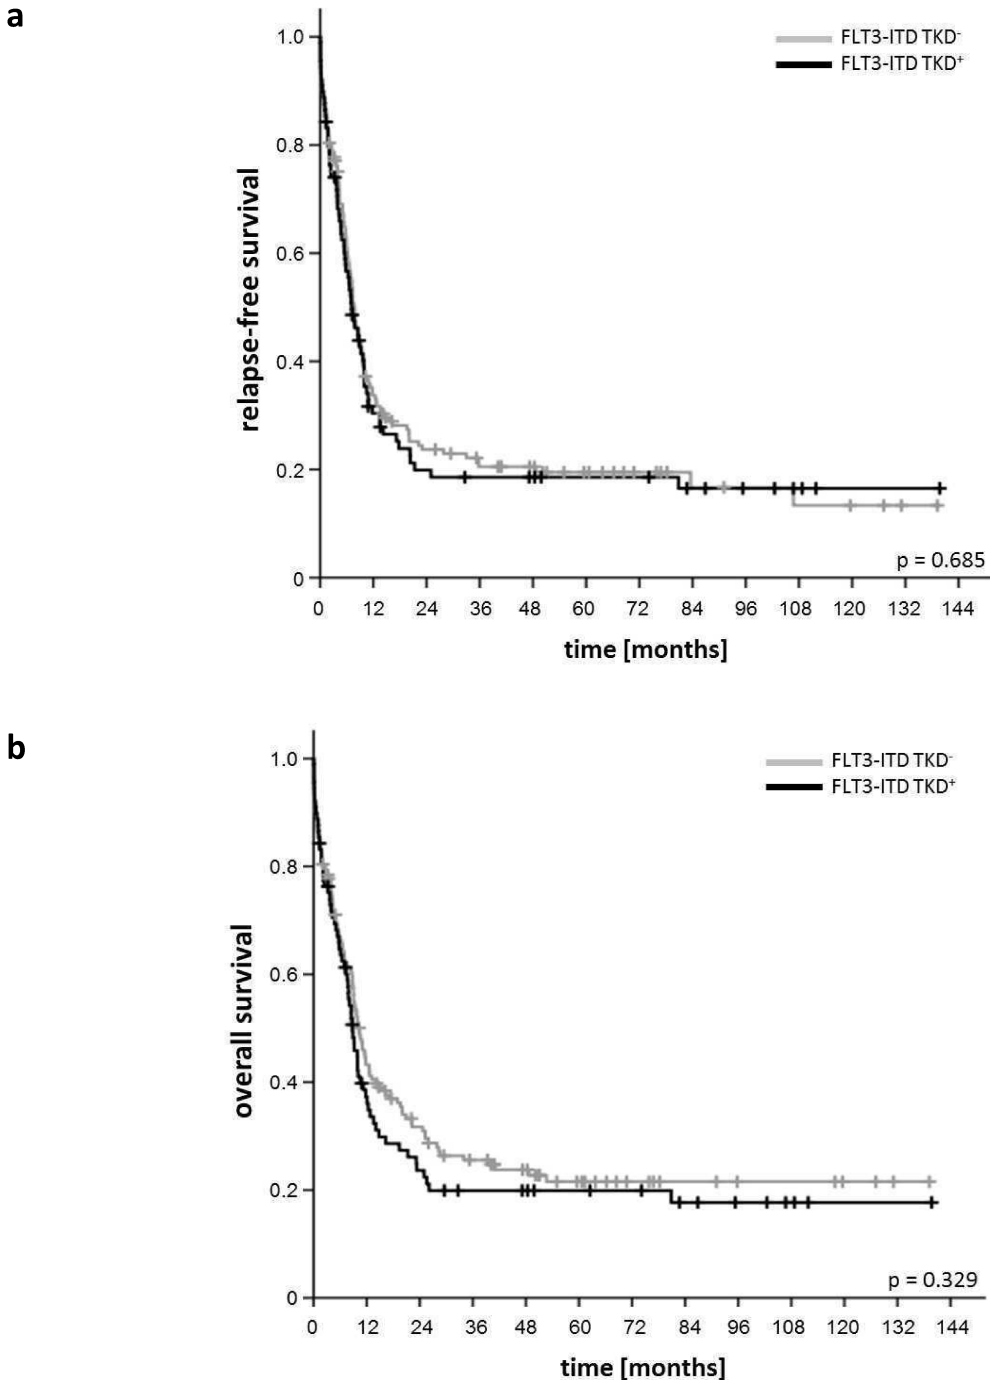 a
FLT3-ITD TKD⁻
FLT3-ITD TKD⁺
relapse-free survival
1.0
0.8
0.6
0.4
0.2
0
p = 0.685
0 12 24 36 48 60 72 84 96 108 120 132 144
time [months]
b
FLT3-ITD TKD⁻
FLT3-ITD TKD⁺
overall survival
1.0
0.8
0.6
0.4
0.2
0
p = 0.329
0 12 24 36 48 60 72 84 96 108 120 132 144
time [months]